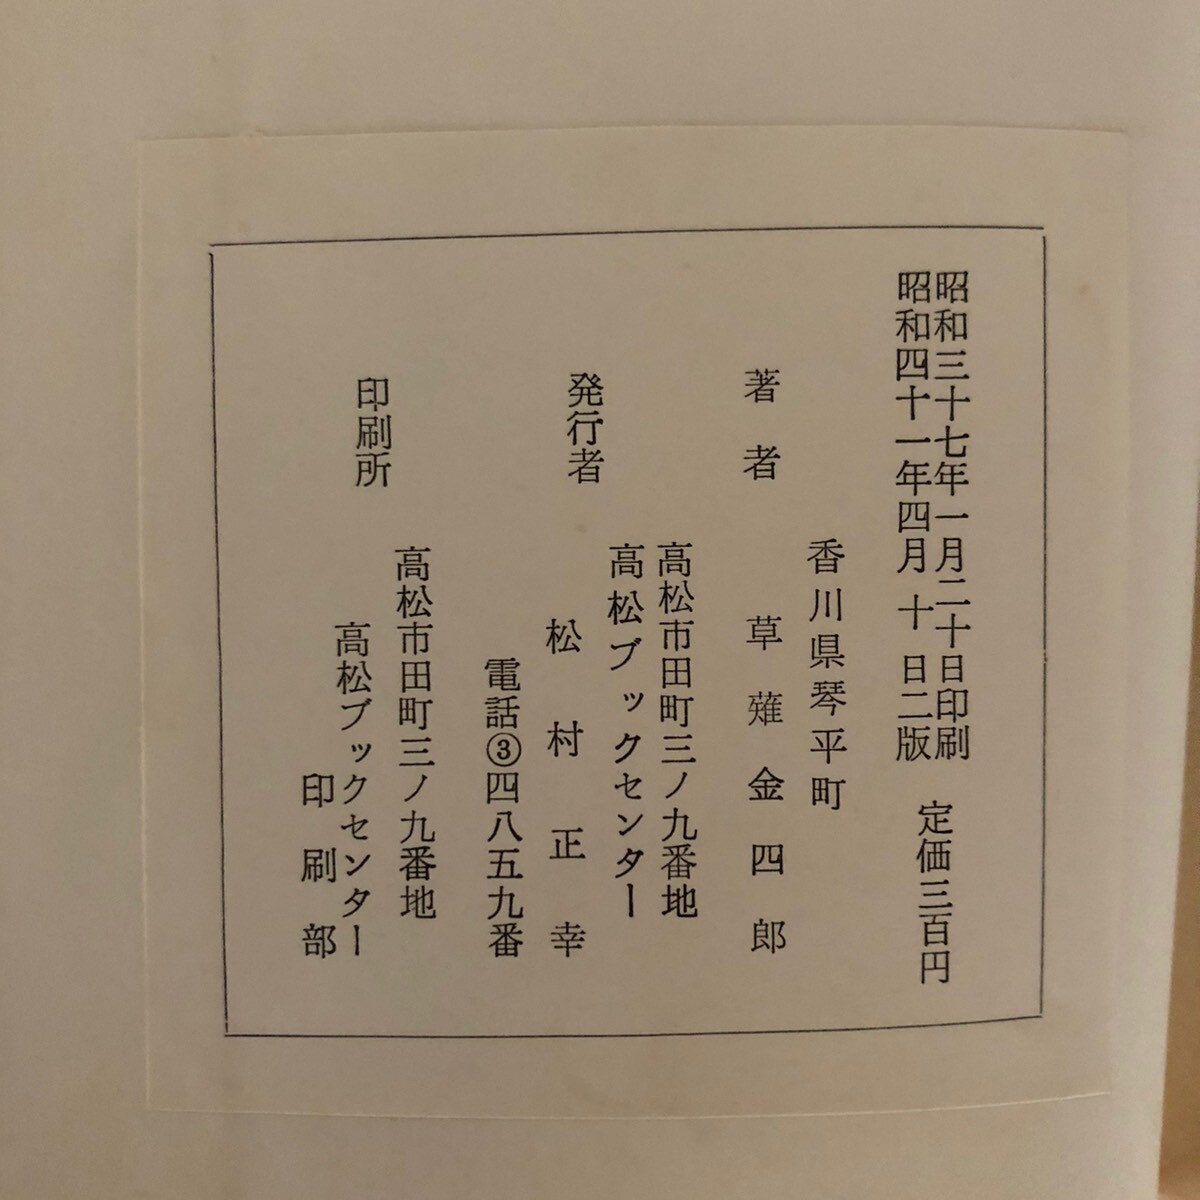 昭和三十七年一月二十日印刷
昭和四十一年四月十日二版
定価三百円
香川県琴平町
著者 草薙金四郎
高松市田町三ノ九番地
高松ブックセンター
発行者 松村正幸
電話③四八五九番
高松市田町三ノ九番地
印刷所 高松ブックセンター
印刷部